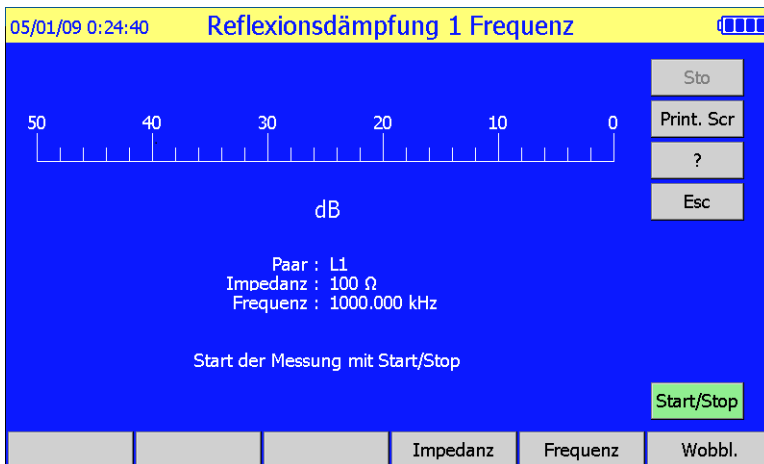 05/01/09 0:24:40 Reflexionsdämpfung 1 Frequenz
Sto
50 40 30 20 10 0
Print. Scr
?
Esc
dB
Paar : L1
Impedanz : 100 Ω
Frequenz : 1000.000 kHz
Start der Messung mit Start/Stop
Start/Stop
Impedanz Frequenz Wobbl.